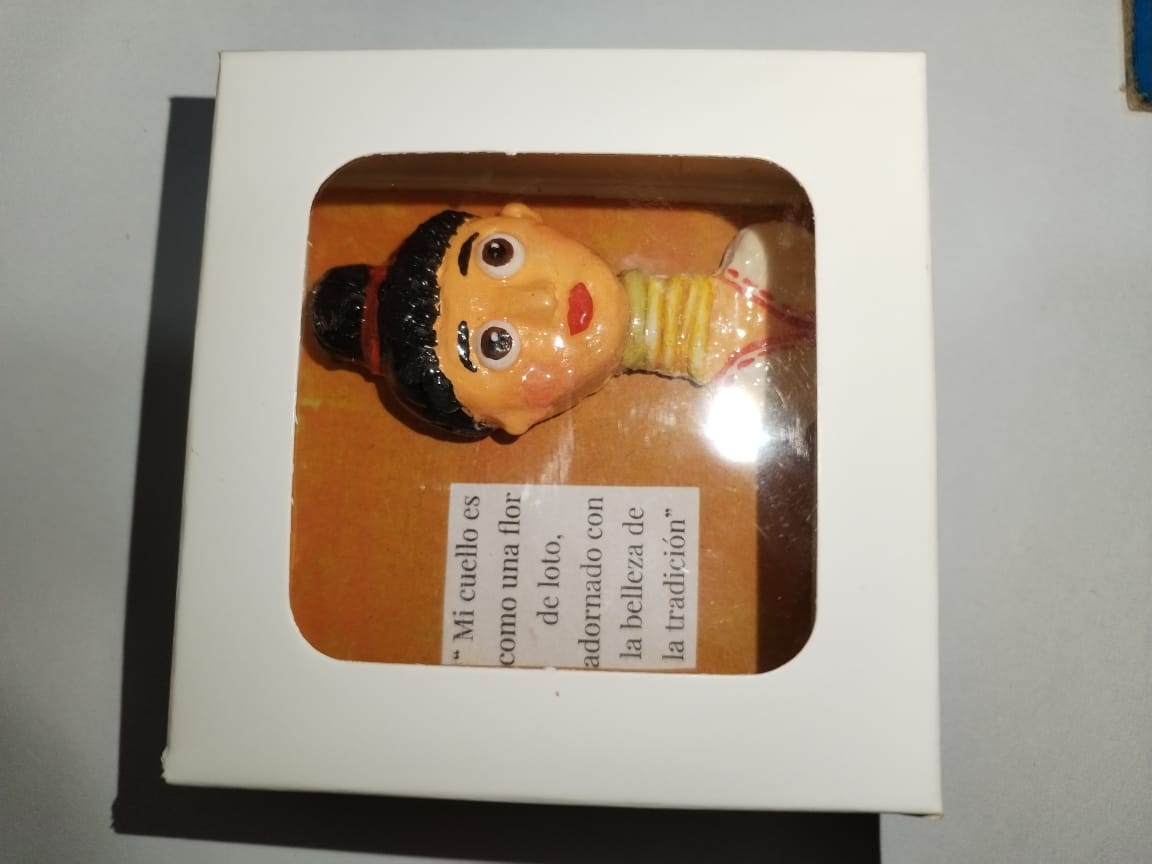 “ Mi cuello es
como una flor
de loto,
adornado con
la belleza de
la tradición”